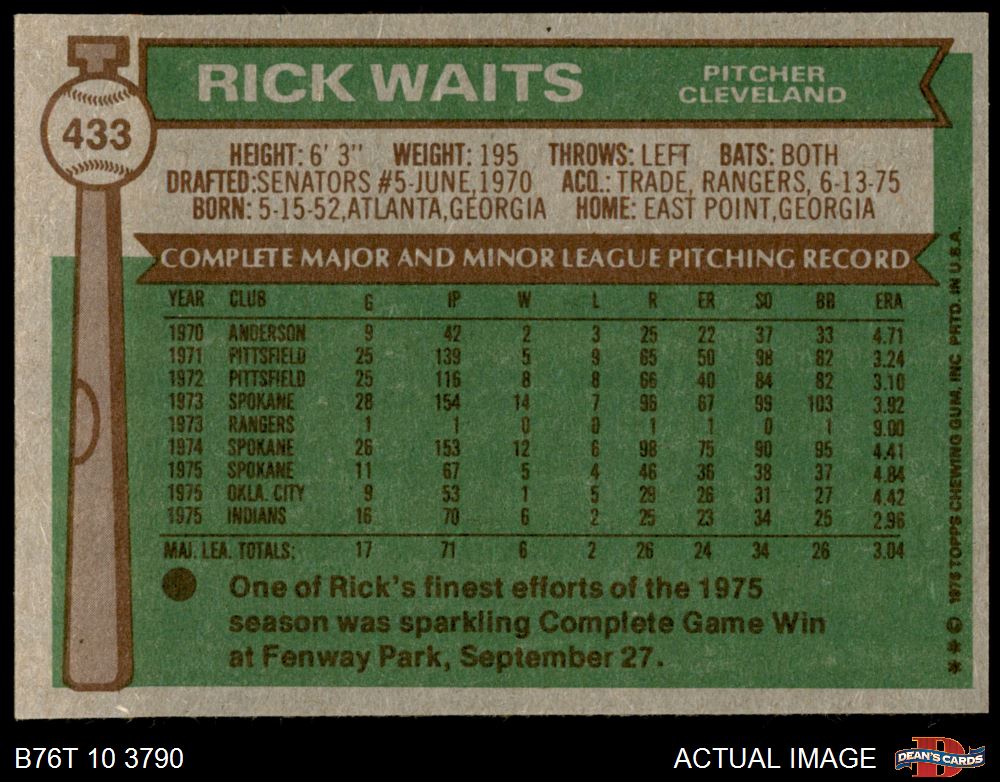 433
RICK WAITS
PITCHER
CLEVELAND
HEIGHT: 6' 3" WEIGHT: 195 THROWS: LEFT BATS: BOTH
DRAFTED:SENATORS #5-JUNE,1970 ACQ.: TRADE, RANGERS, 6-13-75
BORN: 5-15-52,ATLANTA,GEORGIA HOME: EAST POINT,GEORGIA
COMPLETE MAJOR AND MINOR LEAGUE PITCHING RECORD
YEAR CLUB G IP W L R ER SO BB ERA
1970 ANDERSON 9 42 2 3 25 22 37 33 4.71
1971 PITTSFIELD 25 139 5 9 65 50 98 62 3.24
1972 PITTSFIELD 25 116 8 8 66 40 84 82 3.10
1973 SPOKANE 28 154 14 7 96 67 99 103 3.92
1973 RANGERS 1 1 0 0 1 1 0 1 9.00
1974 SPOKANE 26 153 12 6 98 75 90 95 4.41
1975 SPOKANE 11 67 5 4 46 36 38 37 4.84
1975 OKLA. CITY 9 53 1 5 29 26 31 27 4.42
1975 INDIANS 16 70 6 2 25 23 34 25 2.96
MAJ. LEA. TOTALS: 17 71 6 2 26 24 34 26 3.04
One of Rick's finest efforts of the 1975
season was sparkling Complete Game Win
at Fenway Park, September 27.
* * © 1976 TOPPS CHEWING GUM, INC. PRTD. IN U.S.A.
B76T 10 3790
ACTUAL IMAGE
D
DEAN'S CARDS